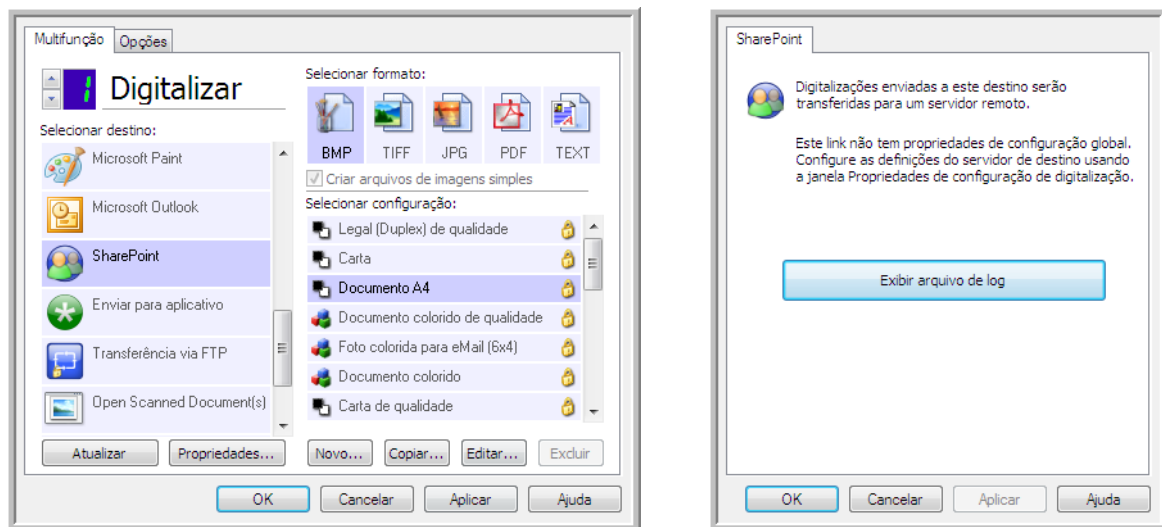 Multifunção Opções
1 Digitalizar
Selecionar destino:
Microsoft Paint
Microsoft Outlook
SharePoint
Enviar para aplicativo
Transferência via FTP
Open Scanned Document(s)
Atualizar Propriedades...
Selecionar formato:
BMP TIFF JPG PDF TEXT
Criar arquivos de imagens simples
Selecionar configuração:
Legal (Duplex) de qualidade
Carta
Documento A4
Documento colorido de qualidade
Foto colorida para eMail (6x4)
Documento colorido
Carta de qualidade
Novo... Copiar... Editar... Excluir
OK Cancelar Aplicar Ajuda
SharePoint
Digitalizações enviadas a este destino serão
transferidas para um servidor remoto.
Este link não tem propriedades de configuração global.
Configure as definições do servidor de destino usando
a janela Propriedades de configuração de digitalização.
Exibir arquivo de log
OK Cancelar Aplicar Ajuda